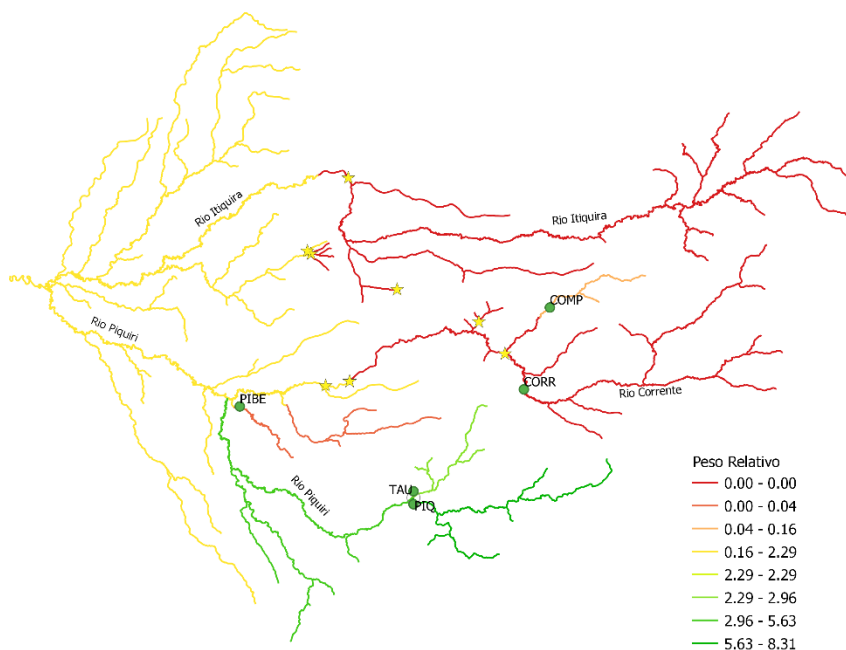 Rio Itiquira
Rio Itiquira
COMP
Rio Piquiri
PIBE
CORR
Rio Corrente
Rio Piquiri
TAU
PIQ
Peso Relativo
0.00 - 0.00
0.00 - 0.04
0.04 - 0.16
0.16 - 2.29
2.29 - 2.29
2.29 - 2.96
2.96 - 5.63
5.63 - 8.31